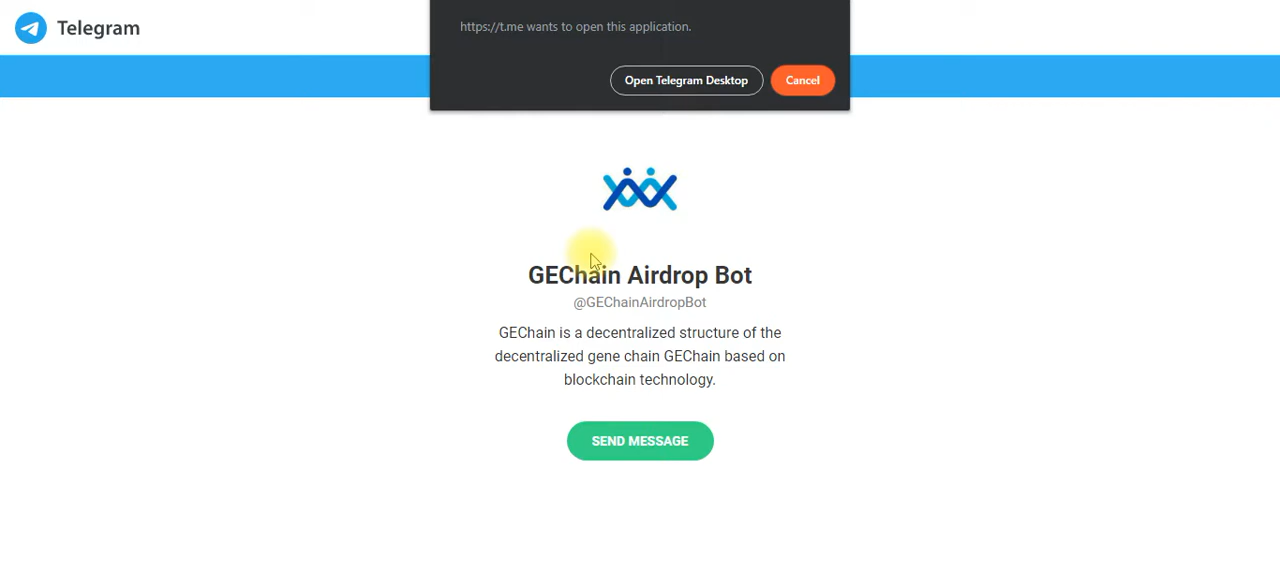 Telegram
https://t.me wants to open this application.
Open Telegram Desktop
Cancel
GEChain Airdrop Bot
@GEChainAirdropBot
GEChain is a decentralized structure of the
decentralized gene chain GEChain based on
blockchain technology.
SEND MESSAGE